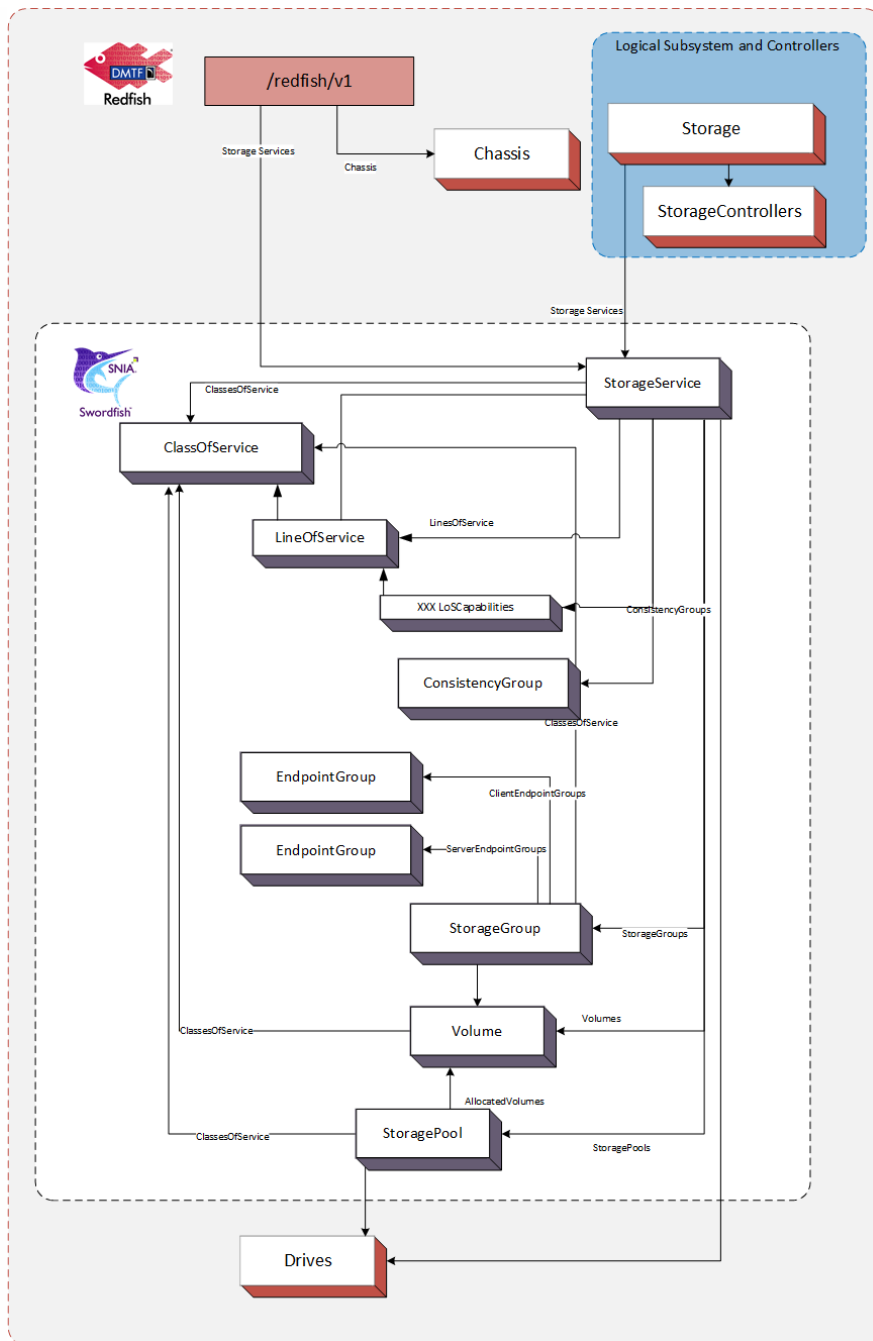 Logical Subsystem and Controllers
DMTF
Redfish
/redfish/v1
Storage
Storage Services
Chassis
Chassis
StorageControllers
Storage Services
SNIA
Swordfish
StorageService
ClassesOfService
ClassOfService
LinesOfService
LineOfService
XXX LoSCapabilities
ConsistencyGroups
ConsistencyGroup
ClassesOfService
EndpointGroup
ClientEndpointGroups
EndpointGroup
ServerEndpointGroups
StorageGroup
StorageGroups
Volumes
Volume
ClassesOfService
AllocatedVolumes
StoragePool
ClassesOfService
StoragePools
Drives